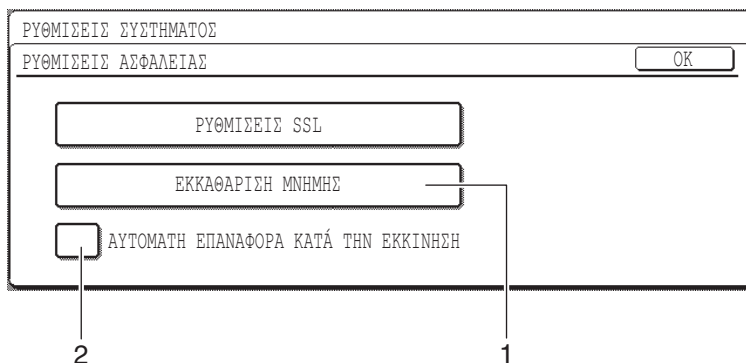 ΡΥΘΜΙΣΕΙΣ ΣΥΣΤΗΜΑΤΟΣ
ΡΥΘΜΙΣΕΙΣ ΑΣΦΑΛΕΙΑΣ OK
ΡΥΘΜΙΣΕΙΣ SSL
ΕΚΚΑΘΑΡΙΣΗ ΜΝΗΜΗΣ
ΑΥΤΟΜΑΤΗ ΕΠΑΝΑΦΟΡΑ ΚΑΤΆ ΤΗΝ ΕΚΚΙΝΗΣΗ
2 1